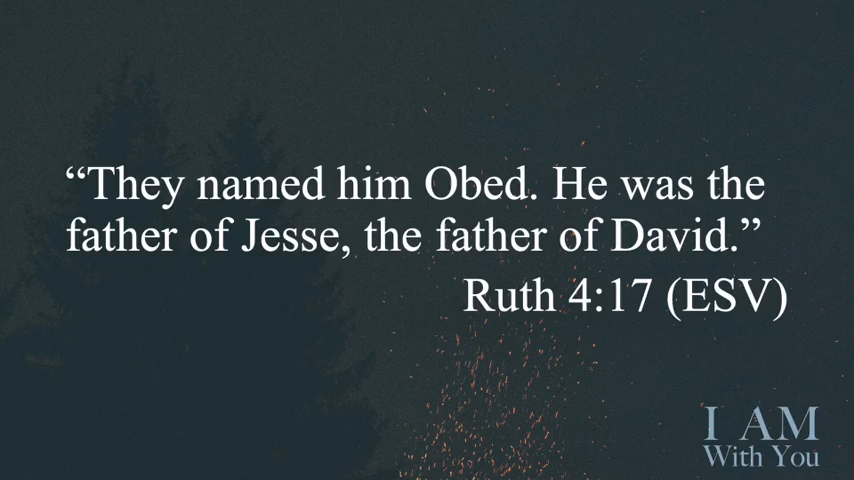 “They named him Obed. He was the
father of Jesse, the father of David.”
Ruth 4:17 (ESV)
I AM
With You